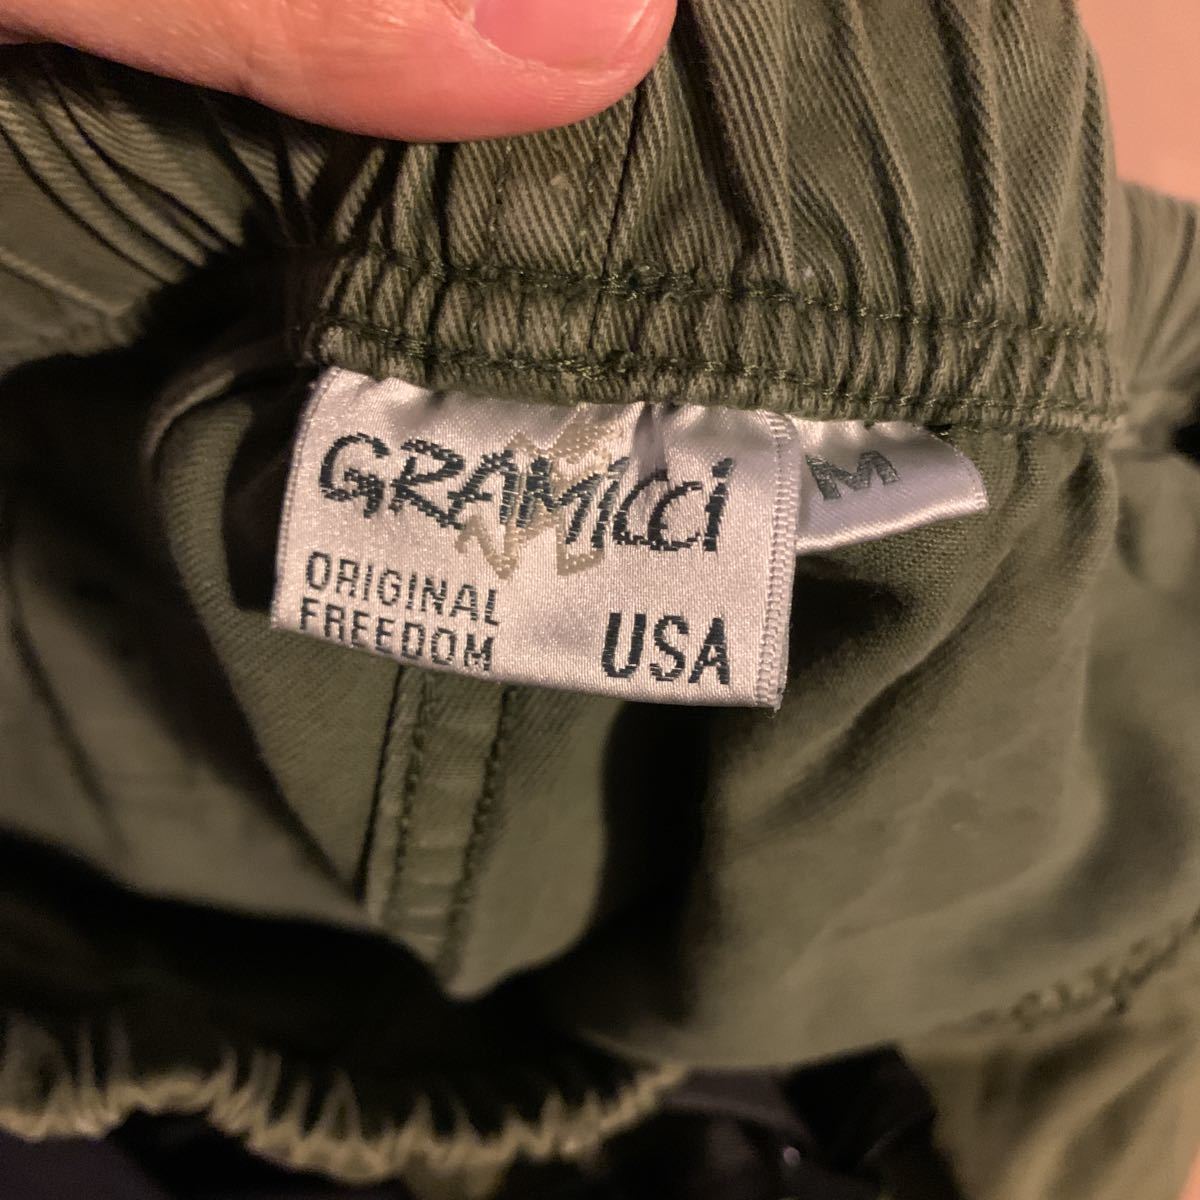 GRAMicci
ORIGINAL
FREEDOM
USA
M